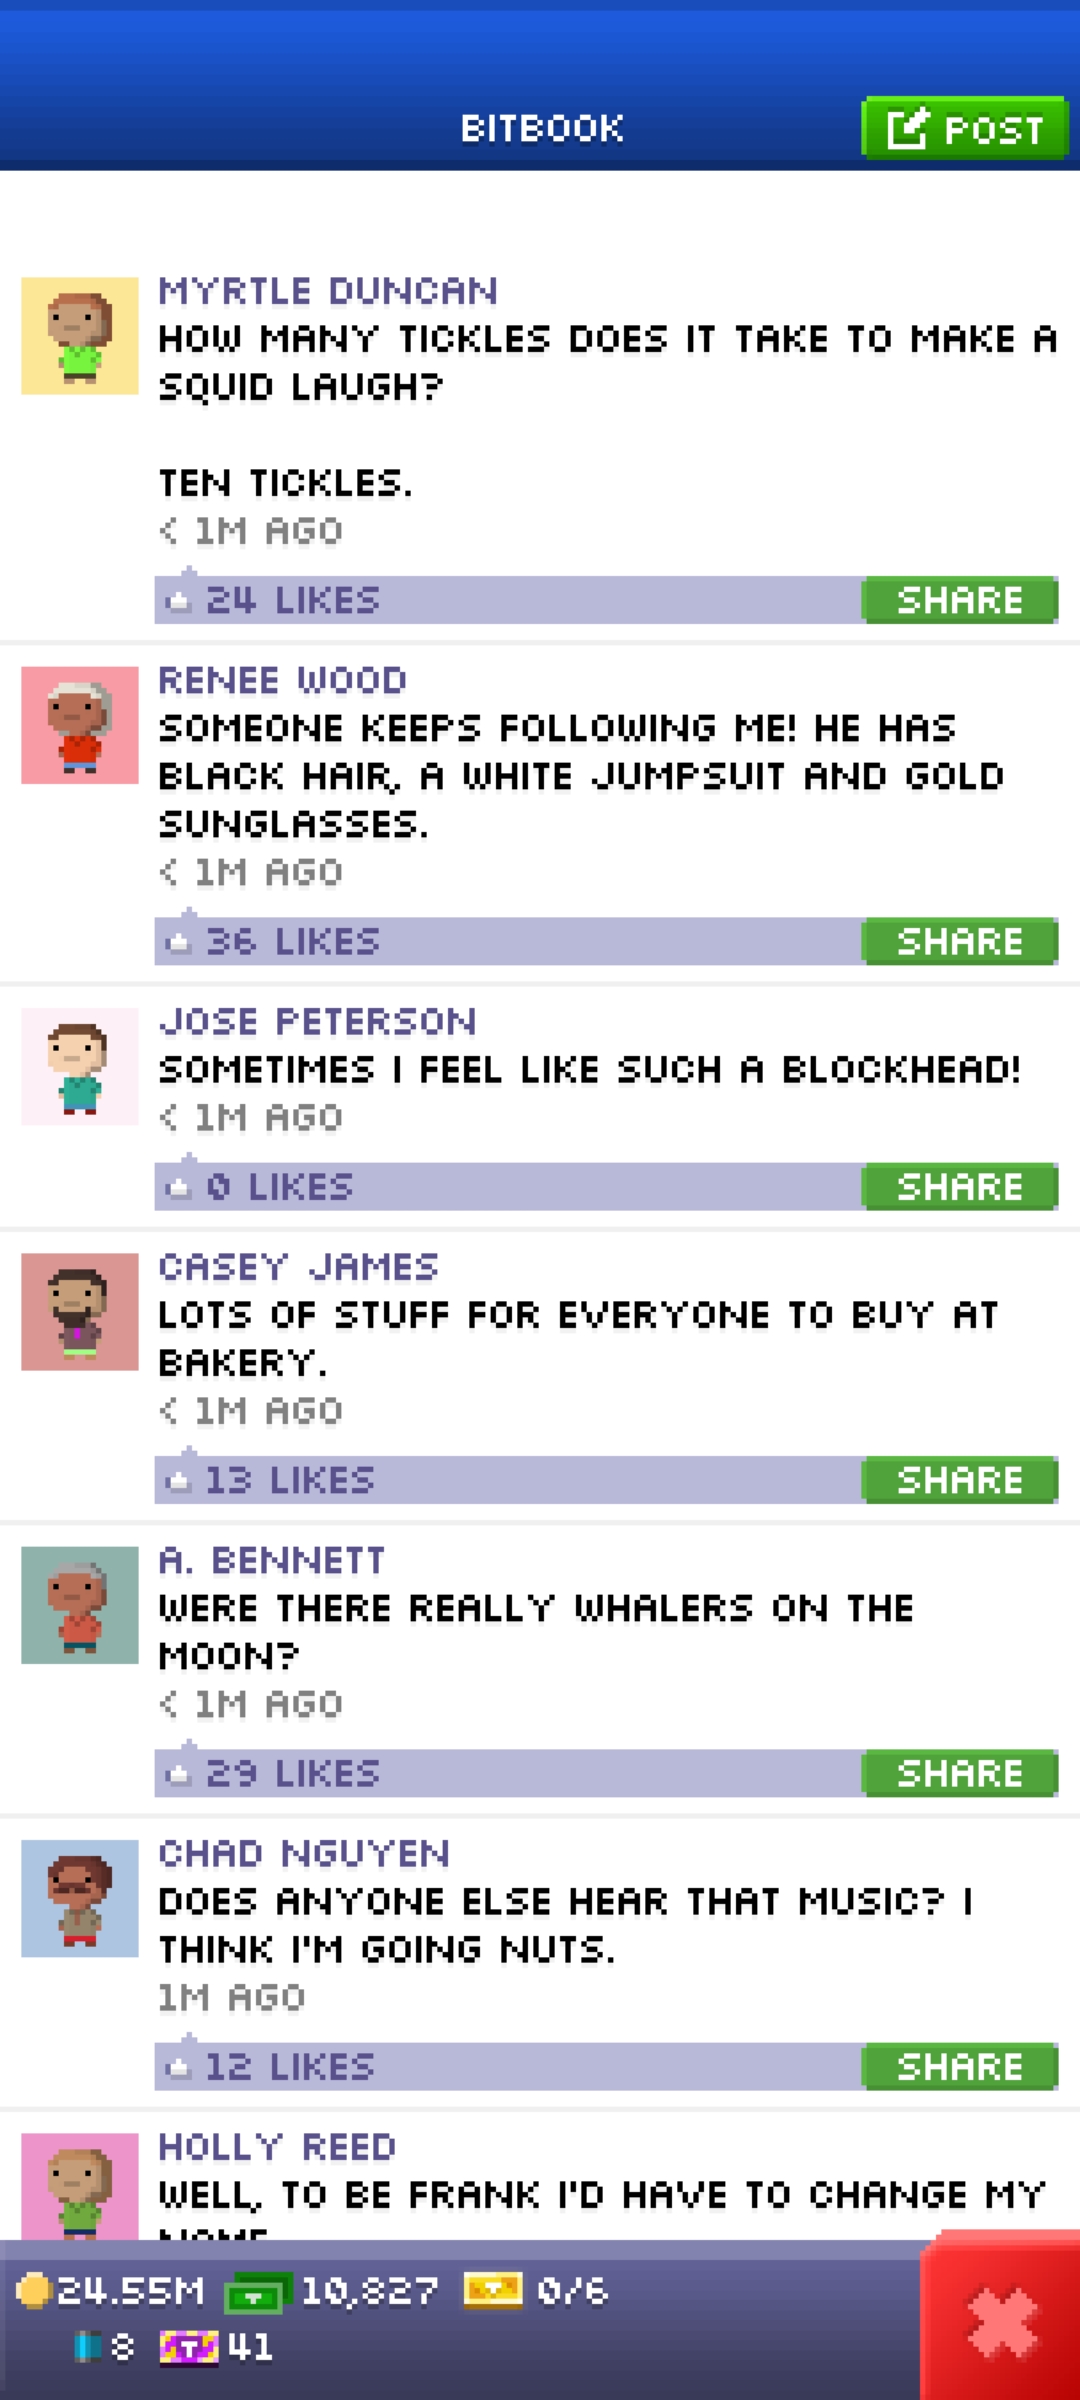 BITBOOK
POST
MYRTLE DUNCAN
HOW MANY TICKLES DOES IT TAKE TO MAKE A
SQUID LAUGH?
TEN TICKLES.
< 1M AGO
24 LIKES
SHARE
RENEE WOOD
SOMEONE KEEPS FOLLOWING ME! HE HAS
BLACK HAIR, A WHITE JUMPSUIT AND GOLD
SUNGLASSES.
< 1M AGO
36 LIKES
SHARE
JOSE PETERSON
SOMETIMES I FEEL LIKE SUCH A BLOCKHEAD!
< 1M AGO
0 LIKES
SHARE
CASEY JAMES
LOTS OF STUFF FOR EVERYONE TO BUY AT
BAKERY.
< 1M AGO
13 LIKES
SHARE
A. BENNETT
WERE THERE REALLY WHALERS ON THE
MOON?
< 1M AGO
29 LIKES
SHARE
CHAD NGUYEN
DOES ANYONE ELSE HEAR THAT MUSIC? I
THINK I'M GOING NUTS.
1M AGO
12 LIKES
SHARE
HOLLY REED
WELL, TO BE FRANK I'D HAVE TO CHANGE MY
24.55M 10,827 0/6
8 T 41